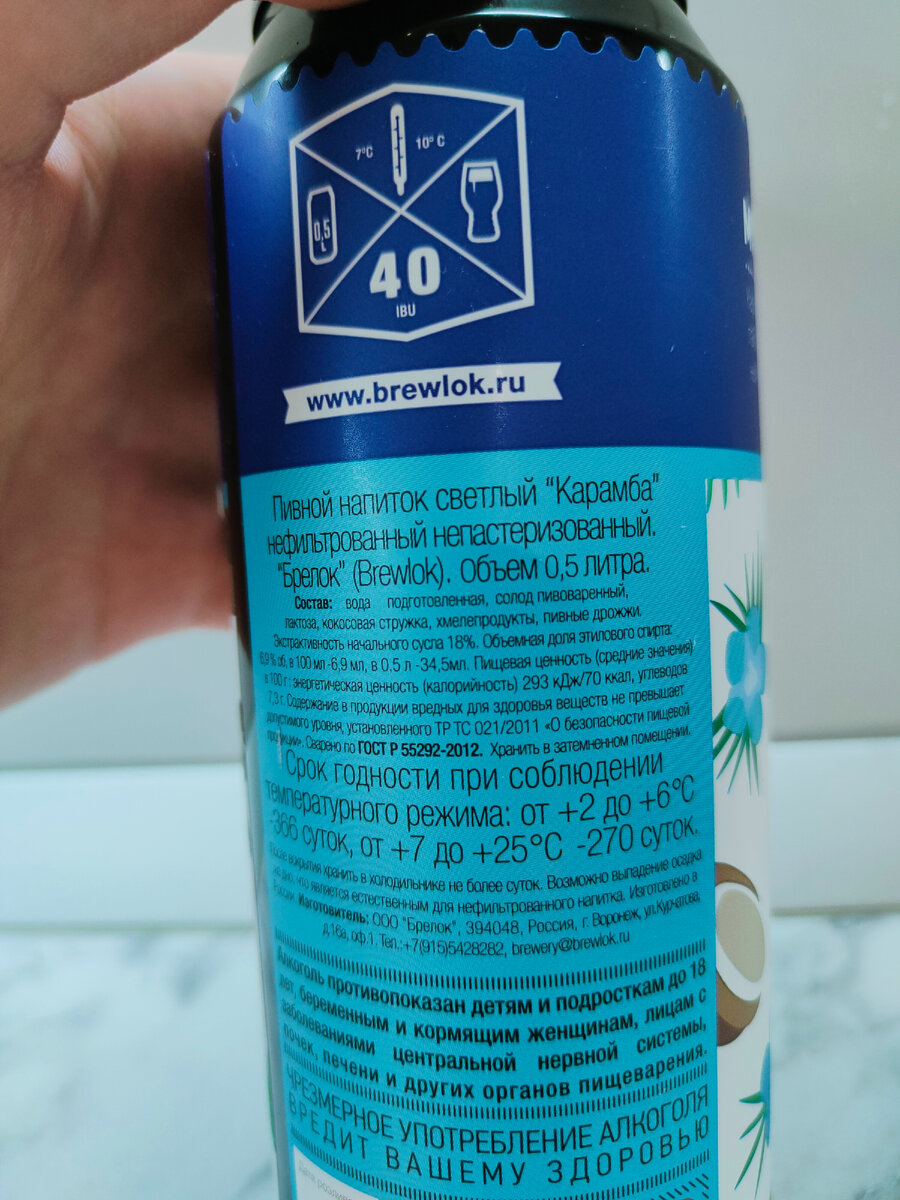 7°C 10°C
0,5
L
40
IBU
www.brewlok.ru
Пивной напиток светлый “Карамба”
нефильтрованный непастеризованный.
“Брелок” (Brewlok). Объем 0,5 литра.
Состав: вода подготовленная, солод пивоваренный,
лактоза, кокосовая стружка, хмелепродукты, пивные дрожжи.
Экстрактивность начального сусла 18%. Объемная доля этилового спирта:
6,9 % об, в 100 мл -6,9 мл, в 0,5 л -34,5мл. Пищевая ценность (средние значения)
в 100 г : энергетическая ценность (калорийность) 293 кДж/70 ккал, углеводов
7,3 г. Содержание в продукции вредных для здоровья веществ не превышает
допустимого уровня, установленного ТР ТС 021/2011 «О безопасности пищевой
продукции». Сварено по ГОСТ Р 55292-2012. Хранить в затемненном помещении.
Срок годности при соблюдении
температурного режима: от +2 до +6°C
-366 суток, от +7 до +25°C -270 суток.
После вскрытия хранить в холодильнике не более суток. Возможно выпадение осадка
на дно, что является естественным для нефильтрованного напитка. Изготовлено в
России. Изготовитель: ООО "Брелок", 394048, Россия, г. Воронеж, ул.Курчатова,
д.16а, оф.1. Тел.:+7(915)5428282, brewery@brewlok.ru
Алкоголь противопоказан детям и подросткам до 18
лет, беременным и кормящим женщинам, лицам с
заболеваниями центральной нервной системы,
почек, печени и других органов пищеварения.
ЧРЕЗМЕРНОЕ УПОТРЕБЛЕНИЕ АЛКОГОЛЯ
ВРЕДИТ ВАШЕМУ ЗДОРОВЬЮ